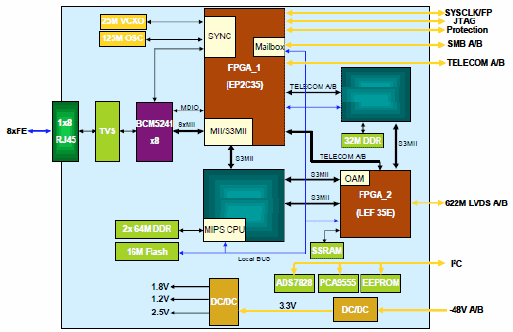 25M VCXO
123M OSC
SYNC
Mailbox
FPGA_1
(EP2C35)
MII/S3MII
SYSCLK/FP
JTAG
Protection
SMB A/B
TELECOM A/B
TELECOM A/B
MDIO
8xMII
8xFE
1x8
RJ45
TVS
BCM5241
x8
32M DDR
S3MII
S3MII
TELECOM A/B
S3MII
S3MII
OAM
FPGA_2
(LEF 35E)
622M LVDS A/B
MIPS CPU
2x 64M DDR
16M Flash
Local BUS
SSRAM
I²C
ADS7828
PCA9555
EEPROM
1.8V
1.2V
2.5V
DC/DC
3.3V
DC/DC
-48V A/B